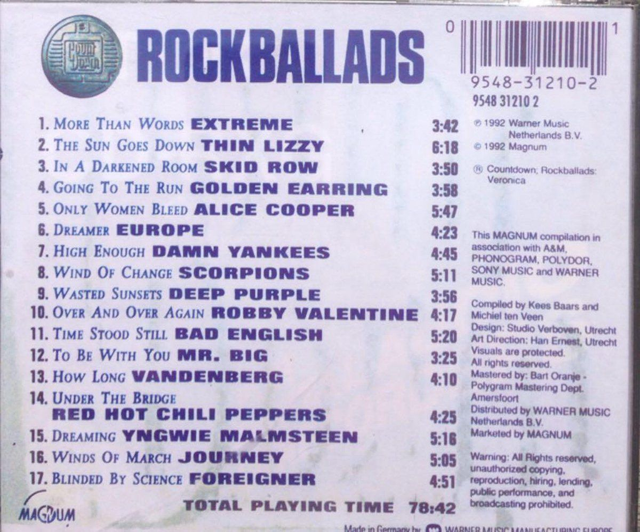 COUNT DOWN
ROCKBALLADS
0 1
9548-31210-2
9548 31210 2
1. MORE THAN WORDS EXTREME 3:42
2. THE SUN GOES DOWN THIN LIZZY 6:18
3. IN A DARKENED ROOM SKID ROW 3:50
4. GOING TO THE RUN GOLDEN EARRING 3:58
5. ONLY WOMEN BLEED ALICE COOPER 5:47
6. DREAMER EUROPE 4:23
7. HIGH ENOUGH DAMN YANKEES 4:45
8. WIND OF CHANGE SCORPIONS 5:11
9. WASTED SUNSETS DEEP PURPLE 3:56
10. OVER AND OVER AGAIN ROBBY VALENTINE 4:17
11. TIME STOOD STILL BAD ENGLISH 5:20
12. TO BE WITH YOU MR. BIG 3:25
13. HOW LONG VANDENBERG 4:10
14. UNDER THE BRIDGE
RED HOT CHILI PEPPERS 4:25
15. DREAMING YNGWIE MALMSTEEN 5:16
16. WINDS OF MARCH JOURNEY 5:05
17. BLINDED BY SCIENCE FOREIGNER 4:51
TOTAL PLAYING TIME 78:42
MAGNUM
℗ 1992 Warner Music
Netherlands B.V.
© 1992 Magnum
® Countdown; Rockballads:
Veronica
This MAGNUM compilation in
association with A&M,
PHONOGRAM, POLYDOR,
SONY MUSIC and WARNER
MUSIC.
Compiled by Kees Baars and
Michiel ten Veen
Design: Studio Verboven, Utrecht
Art Direction: Han Ernest, Utrecht
Visuals are protected.
All rights reserved.
Mastered by: Bart Oranje -
Polygram Mastering Dept.
Amersfoort
Distributed by WARNER MUSIC
Netherlands B.V.
Marketed by MAGNUM
Warning: All Rights reserved,
unauthorized copying,
reproduction, hiring, lending,
public performance, and
broadcasting prohibited.
Made in Germany by WARNER MUSIC MANUFACTURING EUROPE